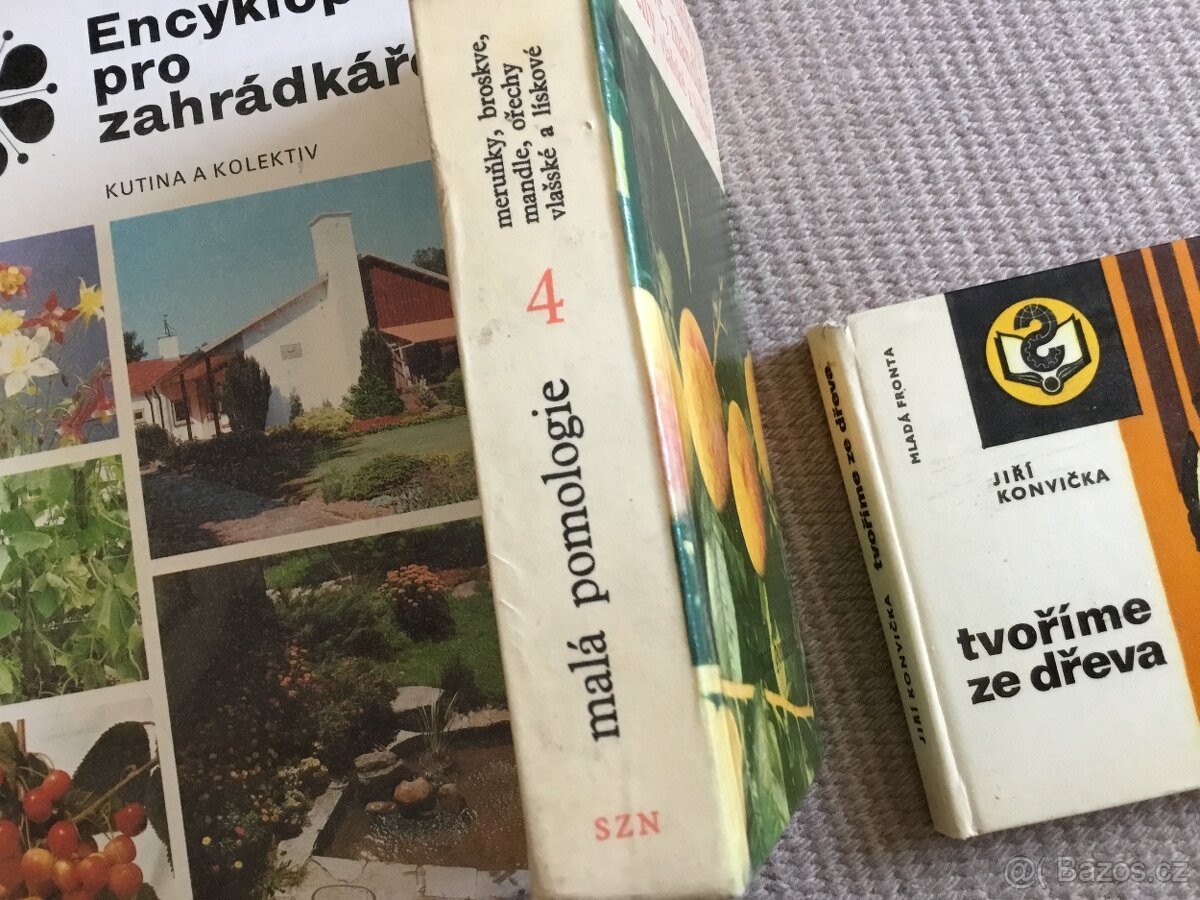 Encyklop
pro
zahrádkářo
KUTINA A KOLEKTIV
meruňky, broskve,
mandle, ořechy
vlašské a lískové
4
malá pomologie
SZN
JIŘÍ KONVIČKA tvoříme ze dřeva
MLADÁ FRONTA
JIŘÍ
KONVIČKA
tvoříme
ze dřeva
@( Bazos.cz